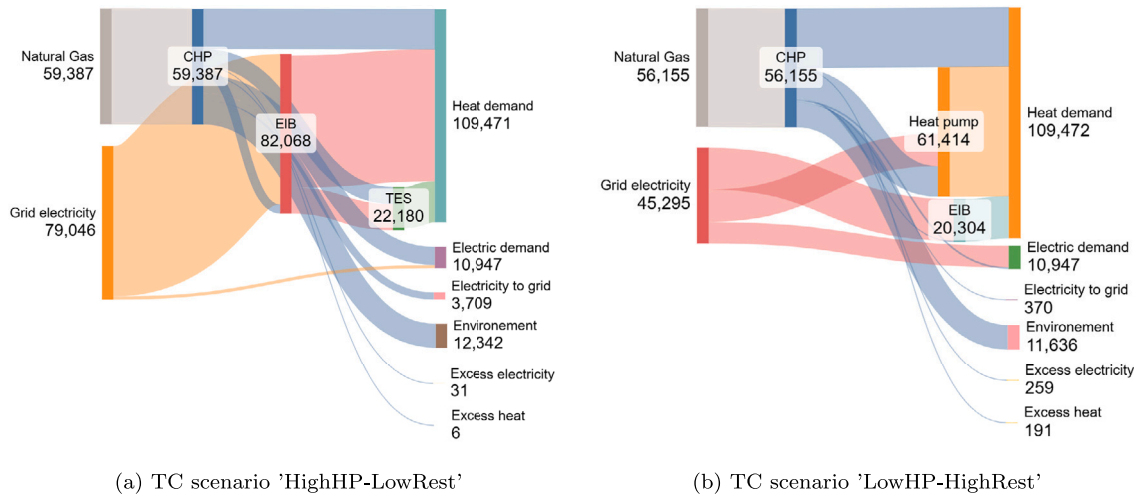 Natural Gas
59,387
CHP
59,387
EIB
82,068
Heat demand
109,471
TES
22,180
Grid electricity
79,046
Electric demand
10,947
Electricity to grid
3,709
Environement
12,342
Excess electricity
31
Excess heat
6
(a) TC scenario 'HighHP-LowRest'
Natural Gas
56,155
CHP
56,155
Heat pump
61,414
Heat demand
109,472
Grid electricity
45,295
EIB
20,304
Electric demand
10,947
Electricity to grid
370
Environement
11,636
Excess electricity
259
Excess heat
191
(b) TC scenario 'LowHP-HighRest'